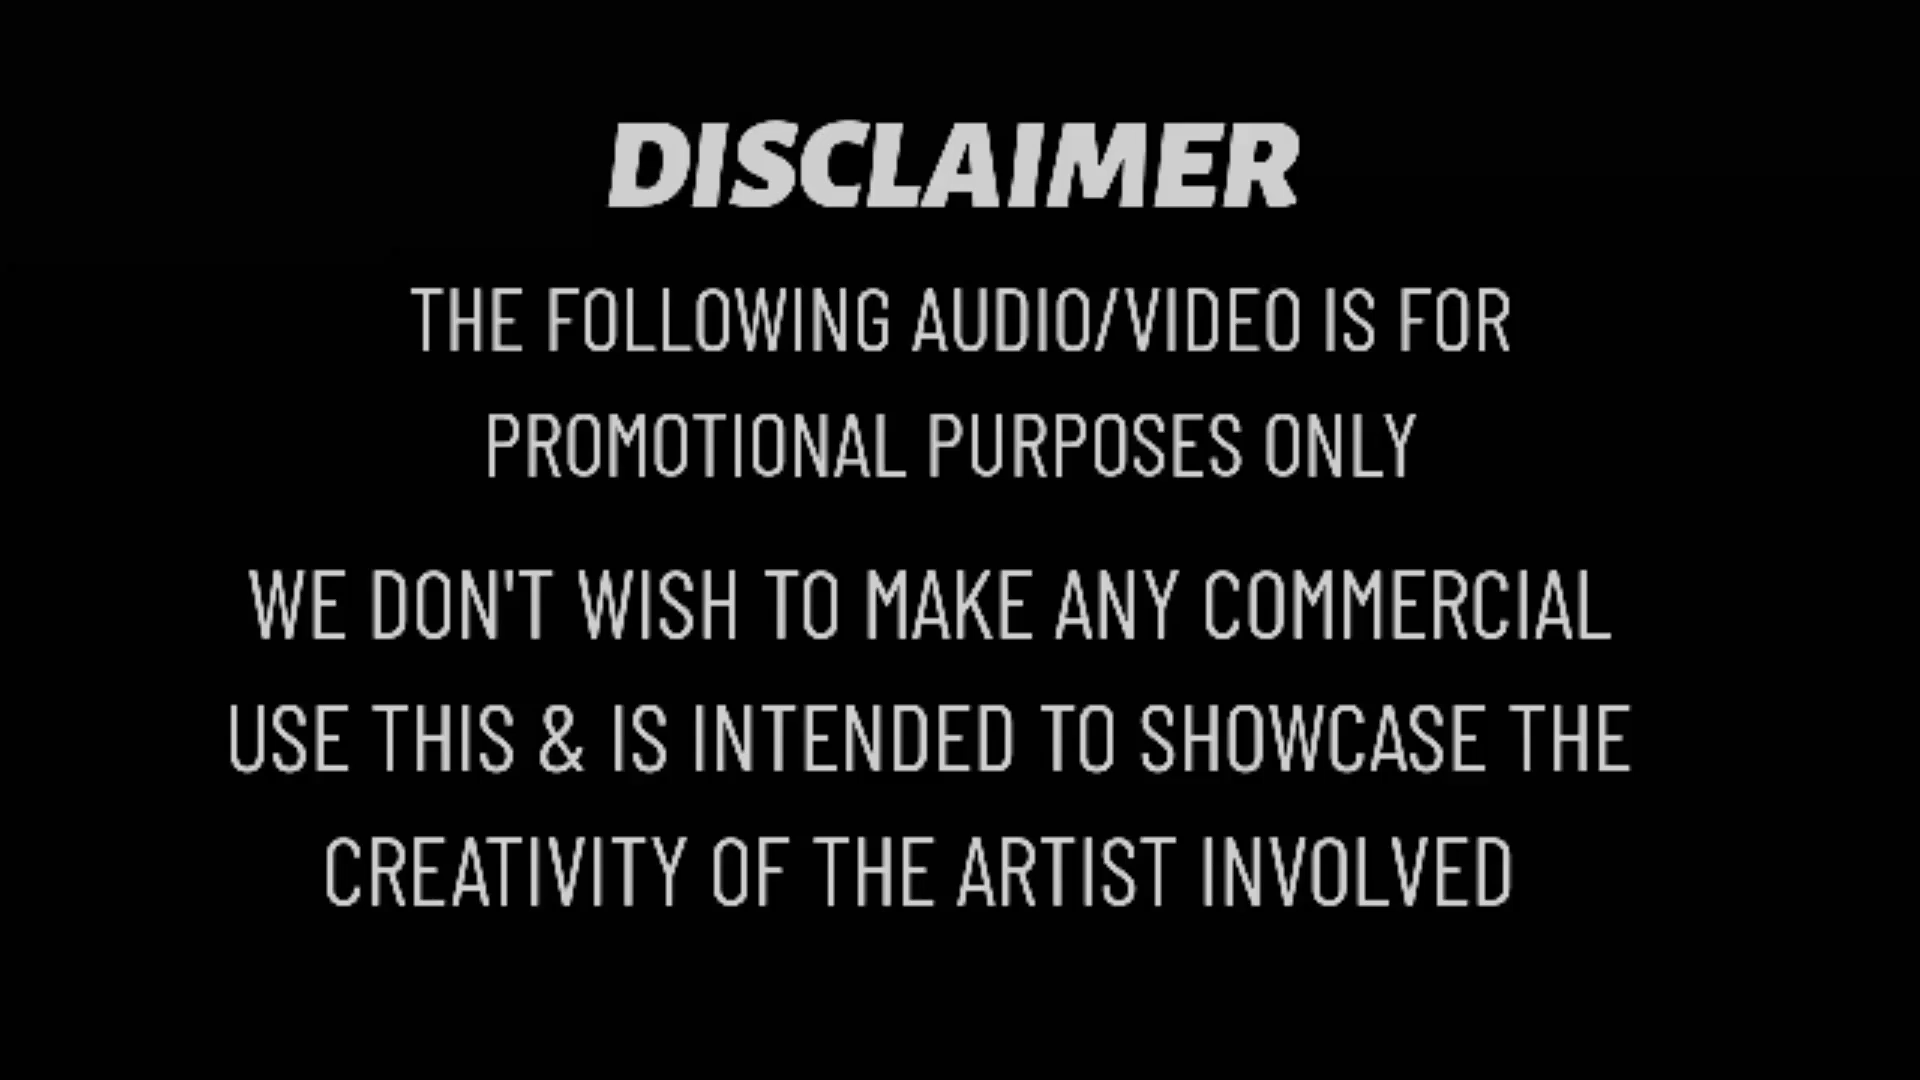 DISCLAIMER
THE FOLLOWING AUDIO/VIDEO IS FOR
PROMOTIONAL PURPOSES ONLY
WE DON'T WISH TO MAKE ANY COMMERCIAL
USE THIS & IS INTENDED TO SHOWCASE THE
CREATIVITY OF THE ARTIST INVOLVED